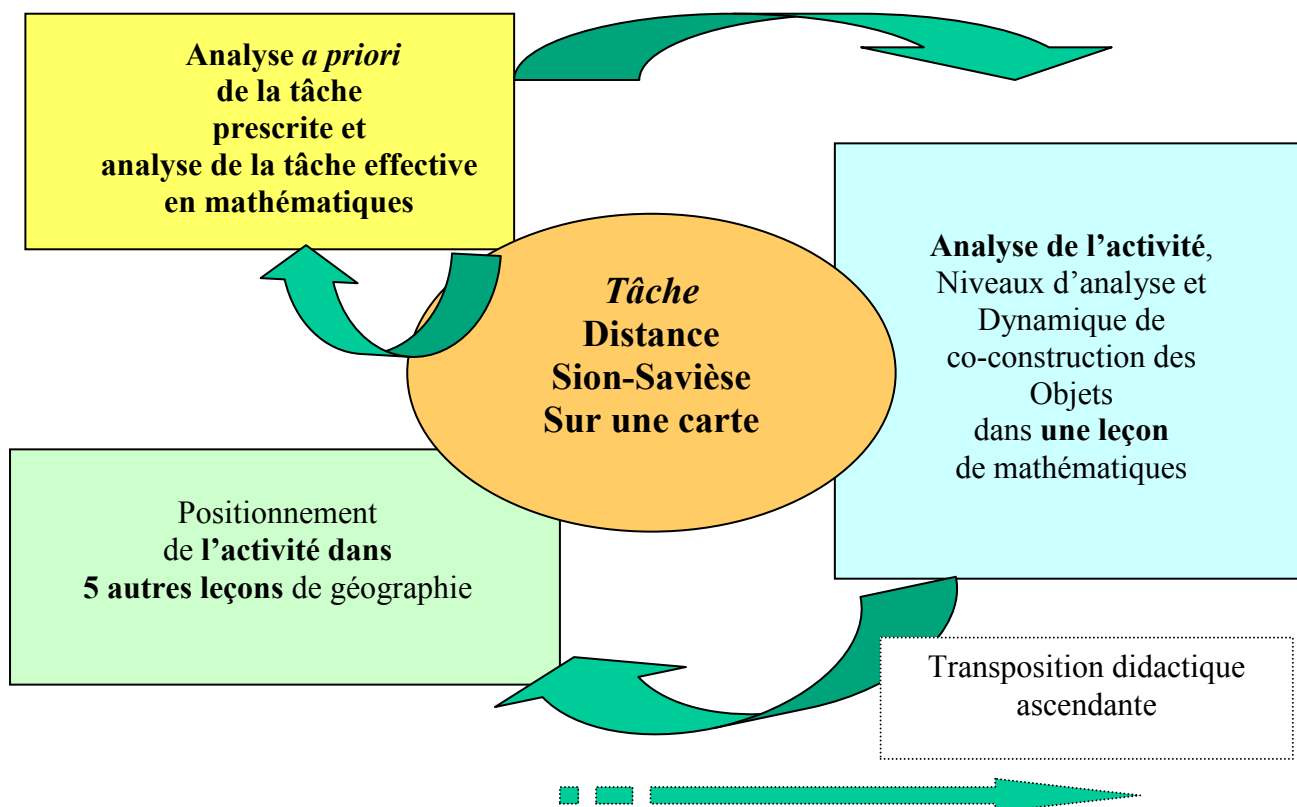 Analyse a priori
de la tâche
prescrite et
analyse de la tâche effective
en mathématiques
Tâche
Distance
Sion-Savièse
Sur une carte
Analyse de l’activité,
Niveaux d’analyse et
Dynamique de
co-construction des
Objets
dans une leçon
de mathématiques
Positionnement
de l’activité dans
5 autres leçons de géographie
Transposition didactique
ascendante